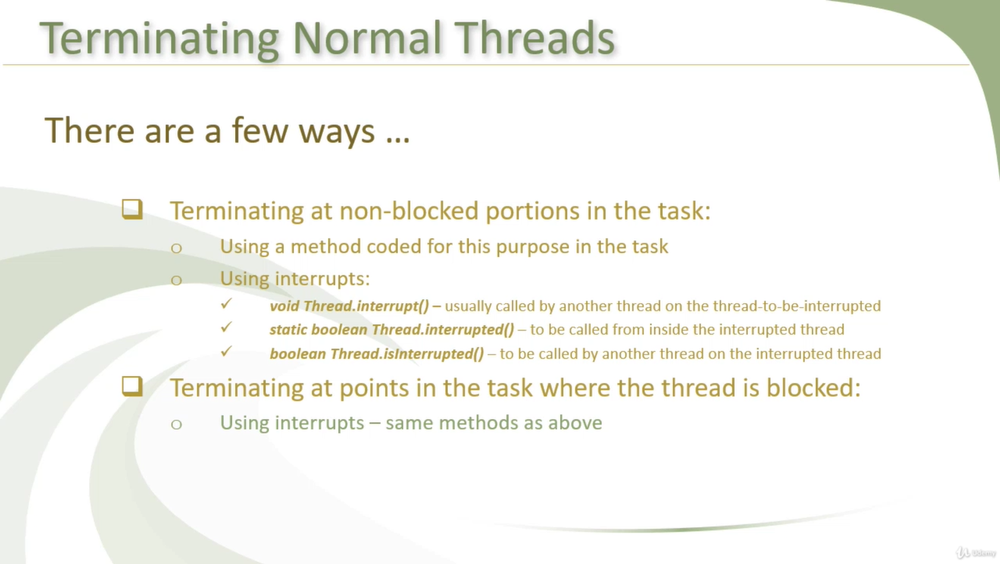 Terminating Normal Threads
There are a few ways ...
Terminating at non-blocked portions in the task:
Using a method coded for this purpose in the task
Using interrupts:
void Thread.interrupt() – usually called by another thread on the thread-to-be-interrupted
static boolean Thread.interrupted() – to be called from inside the interrupted thread
boolean Thread.isInterrupted() – to be called by another thread on the interrupted thread
Terminating at points in the task where the thread is blocked:
Using interrupts – same methods as above
Udemy